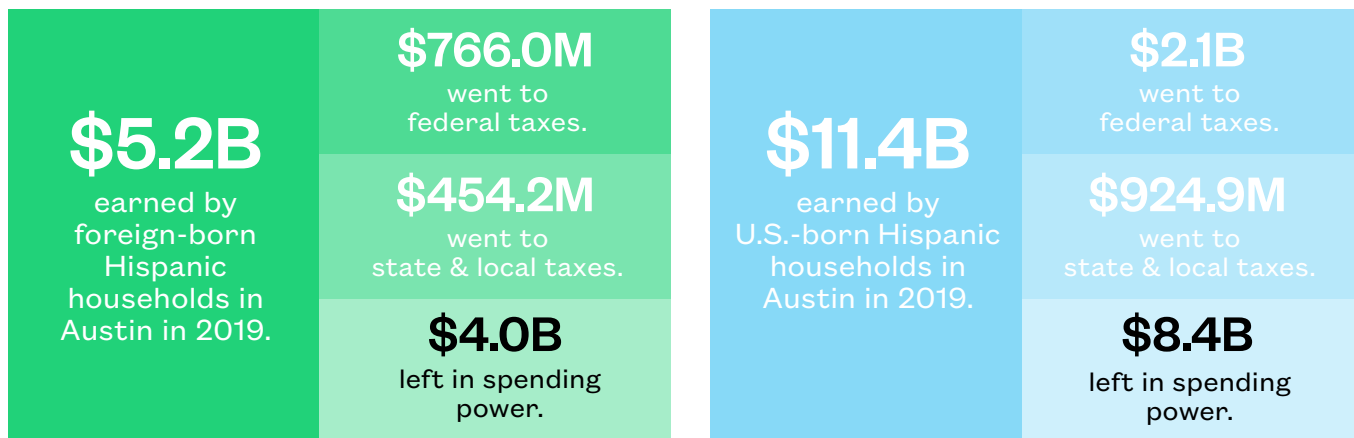 $5.2B
earned by
foreign-born
Hispanic
households in
Austin in 2019.
$766.0M
went to
federal taxes.
$454.2M
went to
state & local taxes.
$4.0B
left in spending
power.
$11.4B
earned by
U.S.-born Hispanic
households in
Austin in 2019.
$2.1B
went to
federal taxes.
$924.9M
went to
state & local taxes.
$8.4B
left in spending
power.